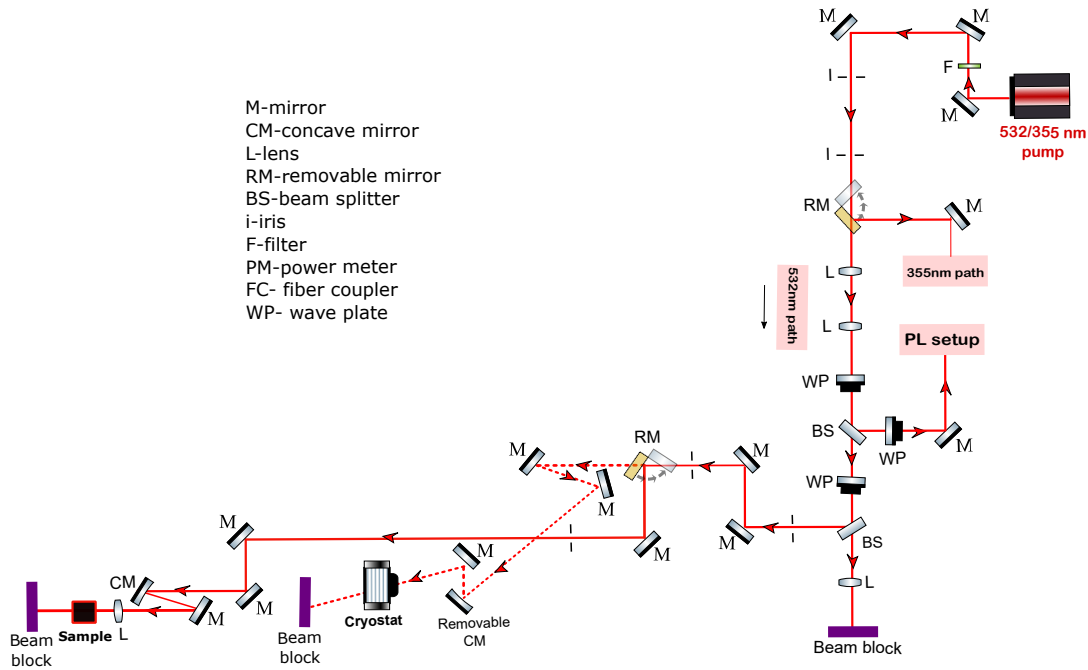 M
M
F
I
M
532/355 nm
pump
M-mirror
CM-concave mirror
L-lens
RM-removable mirror
BS-beam splitter
i-iris
F-filter
PM-power meter
FC- fiber coupler
WP- wave plate
I
RM
M
L
532nm path
355nm path
L
PL setup
WP
BS
WP
M
RM
M
M
WP
M
M
M
M
BS
M
CM
L
M
M
Sample
L
Cryostat
Removable
CM
Beam
block
Beam
block
Beam block